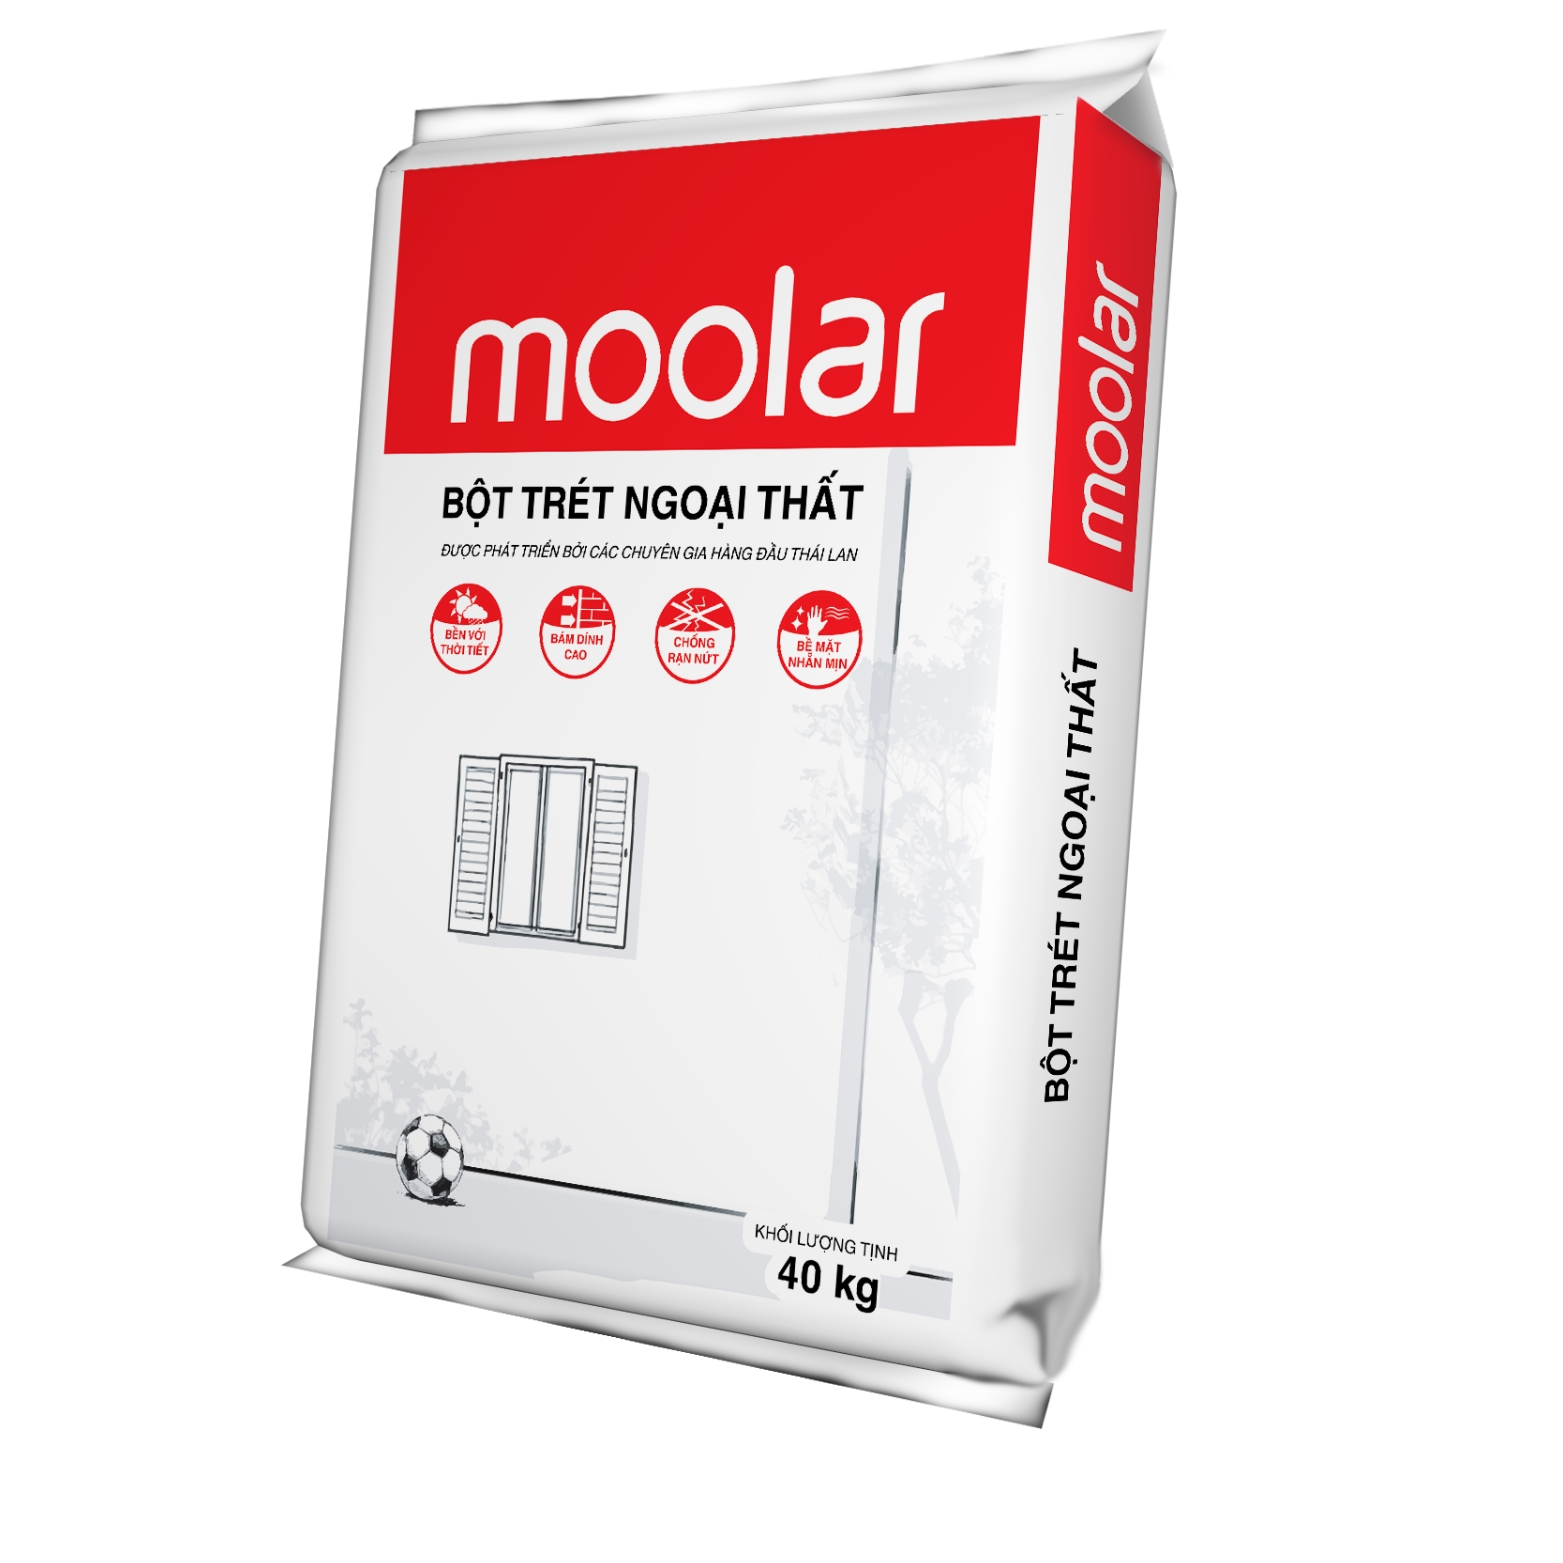 moolar
BỘT TRÉT NGOẠI THẤT
ĐƯỢC PHÁT TRIỂN BỞI CÁC CHUYÊN GIA HÀNG ĐẦU THÁI LAN
BỀN VỚI
THỜI TIẾT
BÁM DÍNH
CAO
CHỐNG
RẠN NỨT
BỀ MẶT
NHẴN MỊN
KHỐI LƯỢNG TỊNH
40 kg
moolar
BỘT TRÉT NGOẠI THẤT